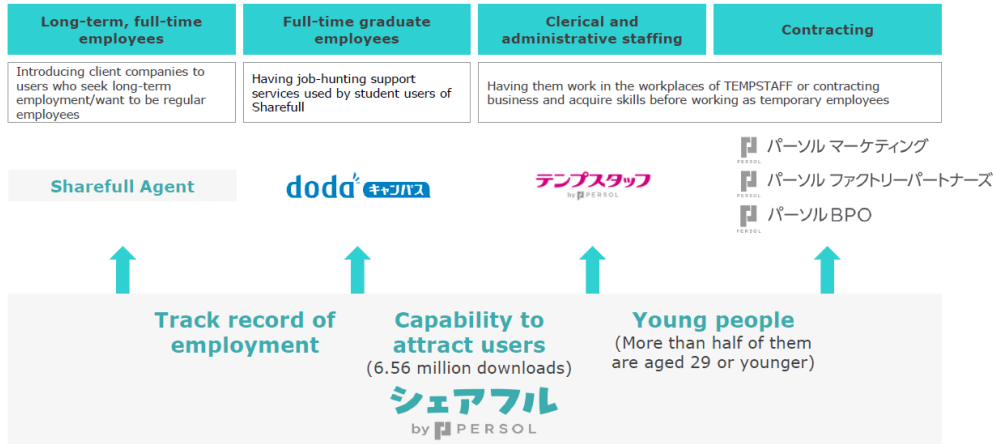 Long-term, full-time
employees
Full-time graduate
employees
Clerical and
administrative staffing
Contracting
Introducing client companies to
users who seek long-term
employment/want to be regular
employees
Having job-hunting support
services used by student users of
Sharefull
Having them work in the workplaces of TEMPSTAFF or contracting
business and acquire skills before working as temporary employees
Sharefull Agent
doda キャンパス
テンプスタッフ
by PERSOL
PERSOL パーソル マーケティング
PERSOL パーソル ファクトリーパートナーズ
PERSOL パーソルBPO
Track record of
employment
Capability to
attract users
(6.56 million downloads)
Young people
(More than half of them
are aged 29 or younger)
シェアフル
by PERSOL